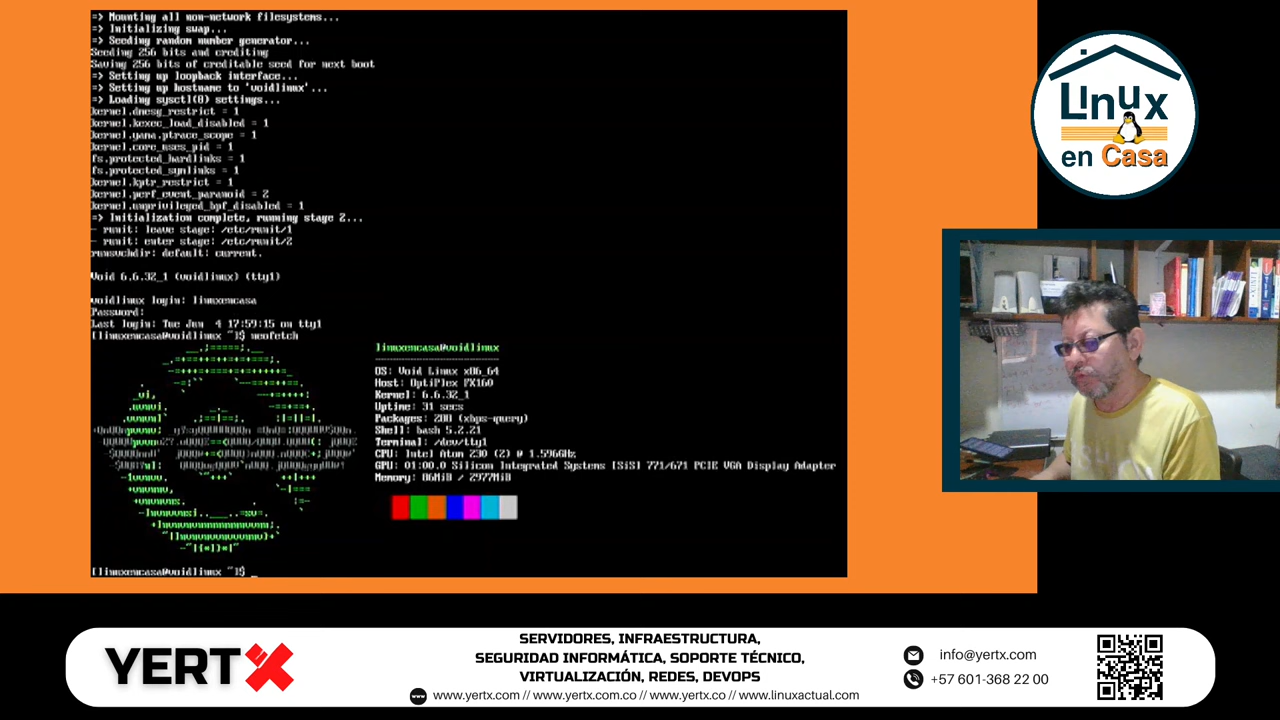 => Mounting all non-network filesystems...
=> Initializing swap...
=> Seeding random number generator...
Seeding 256 bits and crediting
Saving 256 bits of creditable seed for next boot
=> Setting up loopback interface...
=> Setting up hostname to 'voidlinux'...
=> Loading sysctl(8) settings...
kernel.dmesg_restrict = 1
kernel.kexec_load_disabled = 1
kernel.yama.ptrace_scope = 1
kernel.core_uses_pid = 1
fs.protected_hardlinks = 1
fs.protected_symlinks = 1
kernel.kptr_restrict = 1
kernel.perf_event_paranoid = 2
kernel.unprivileged_bpf_disabled = 1
=> Initialization complete, running stage 2...
- runit: leave stage: /etc/runit/1
- runit: enter stage: /etc/runit/2
runsvchdir: default: current.
Void 6.6.32_1 (voidlinux) (tty1)
voidlinux login: linuxencasa
Password:
Last login: Tue Jun 4 17:59:15 on tty1
[linuxencasa@voidlinux ~]$ neofetch
linuxencasa@voidlinux
OS: Void Linux x86_64
Host: OptiPlex FX160
Kernel: 6.6.32_1
Uptime: 31 secs
Packages: 280 (xbps-query)
Shell: bash 5.2.21
Terminal: /dev/tty1
CPU: Intel Atom 230 (2) @ 1.596GHz
GPU: 01:00.0 Silicon Integrated Systems [SiS] 771/671 PCIE VGA Display Adapter
Memory: 86MiB / 2977MiB
[linuxencasa@voidlinux ~]$ _
Linux
en Casa
YERTX
SERVIDORES, INFRAESTRUCTURA,
SEGURIDAD INFORMÁTICA, SOPORTE TÉCNICO,
VIRTUALIZACIÓN, REDES, DEVOPS
www.yertx.com // www.yertx.com.co // www.yertx.co // www.linuxactual.com
info@yertx.com
+57 601-368 22 00